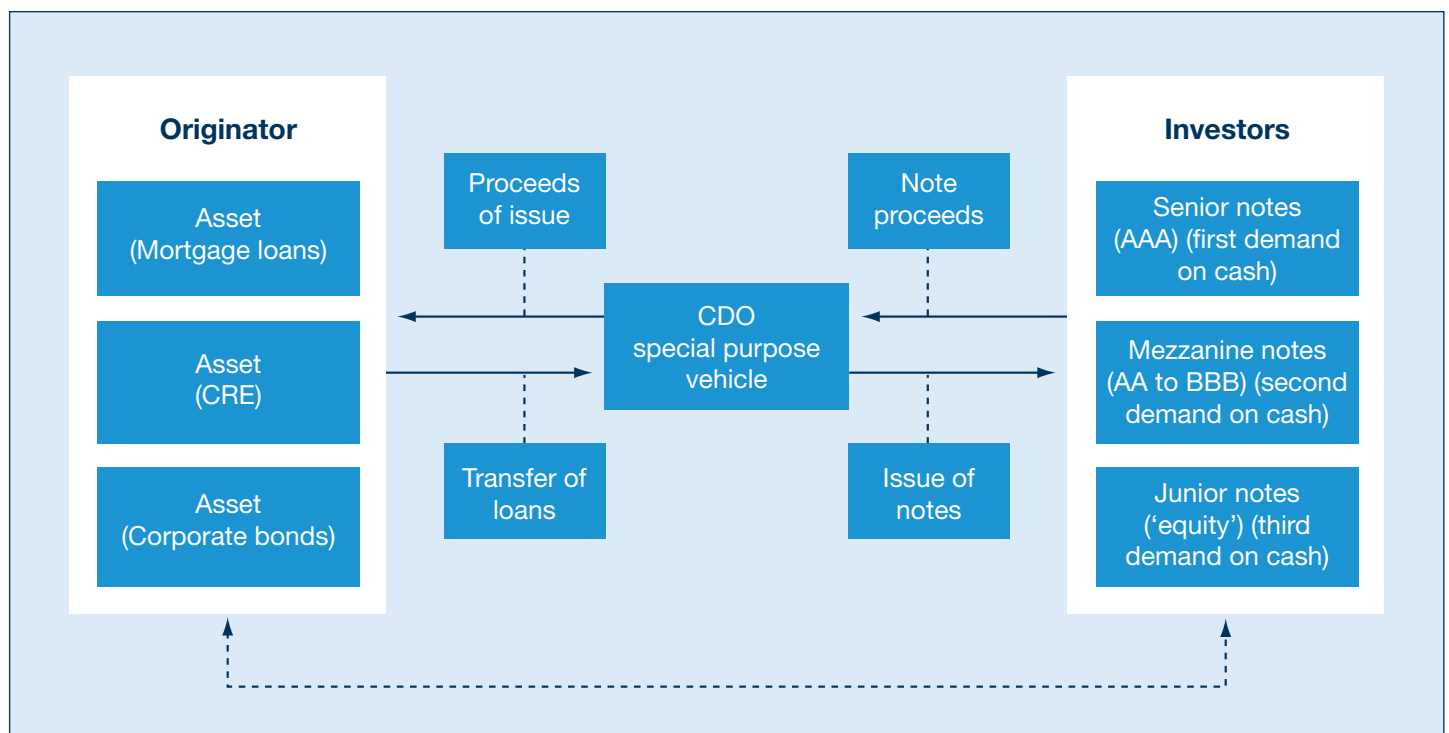 Originator
Asset
(Mortgage loans)
Asset
(CRE)
Asset
(Corporate bonds)
Proceeds
of issue
Transfer of
loans
CDO
special purpose
vehicle
Note
proceeds
Issue of
notes
Investors
Senior notes
(AAA) (first demand
on cash)
Mezzanine notes
(AA to BBB) (second
demand on cash)
Junior notes
(‘equity’) (third
demand on cash)